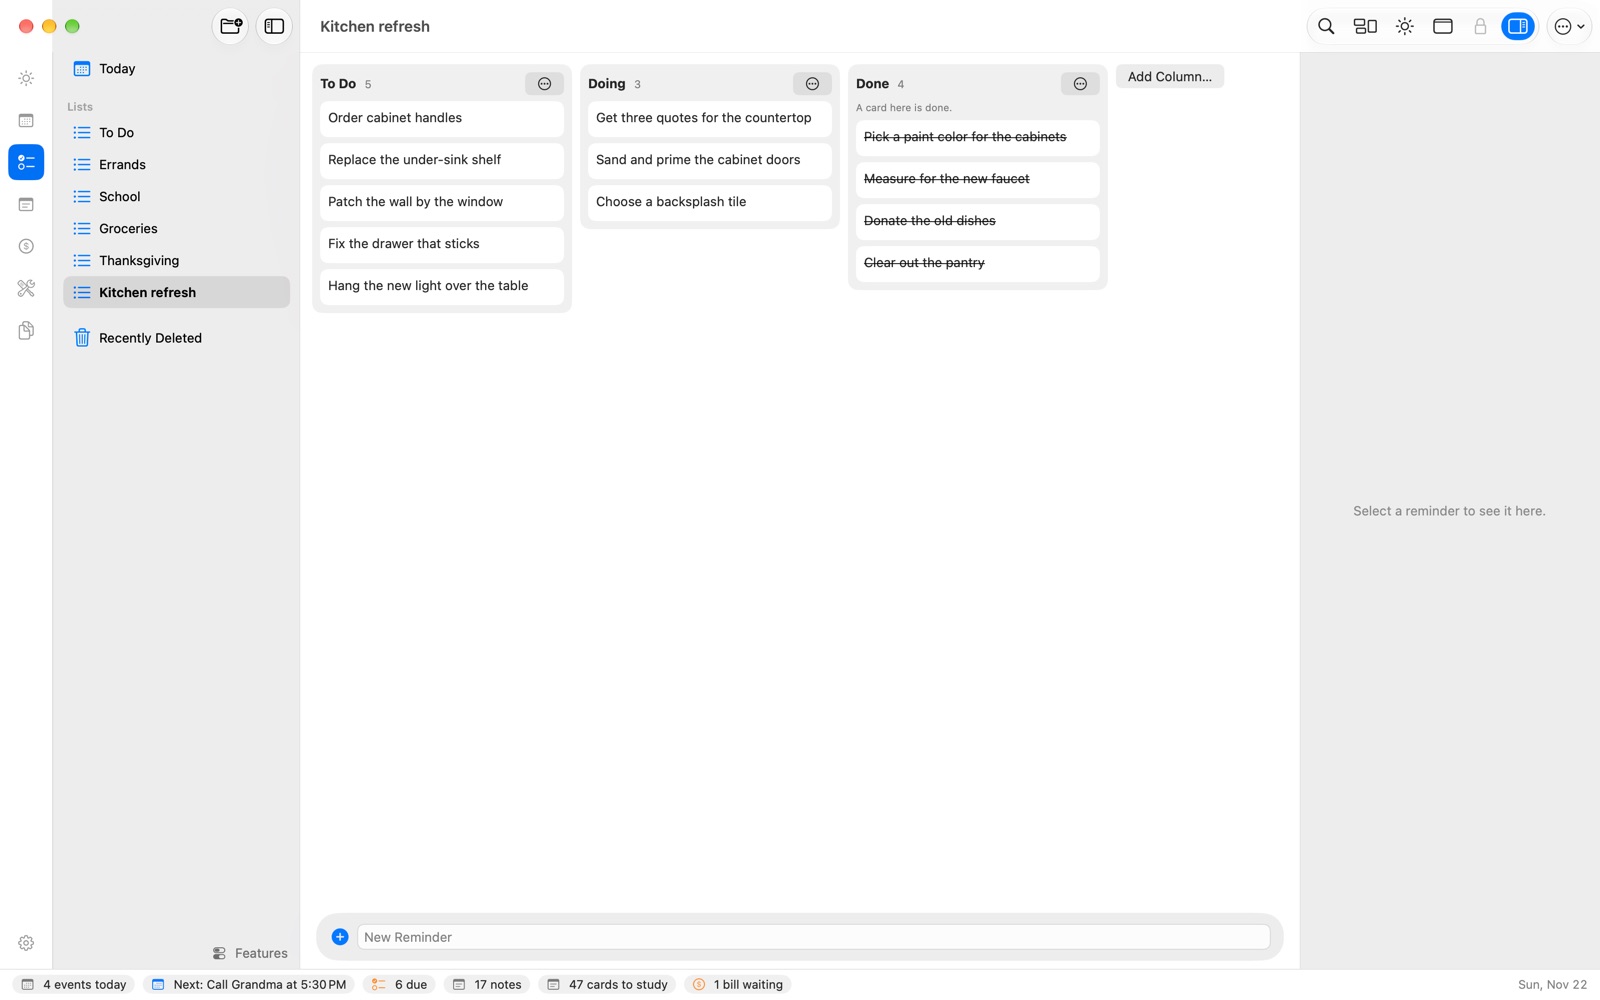 Kitchen refresh
Today
Lists
To Do
Errands
School
Groceries
Thanksgiving
Kitchen refresh
Recently Deleted
Features
To Do 5
Order cabinet handles
Replace the under-sink shelf
Patch the wall by the window
Fix the drawer that sticks
Hang the new light over the table
Doing 3
Get three quotes for the countertop
Sand and prime the cabinet doors
Choose a backsplash tile
Done 4
A card here is done.
Pick a paint color for the cabinets
Measure for the new faucet
Donate the old dishes
Clear out the pantry
Add Column...
Select a reminder to see it here.
New Reminder
4 events today
Next: Call Grandma at 5:30 PM
6 due
17 notes
47 cards to study
1 bill waiting
Sun, Nov 22